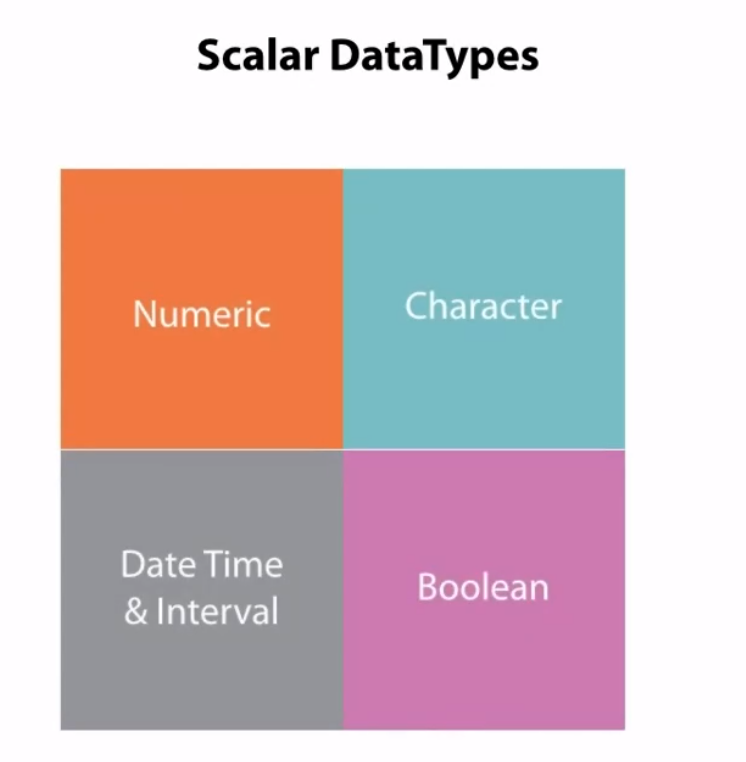 Scalar DataTypes
Numeric
Character
Date Time
& Interval
Boolean